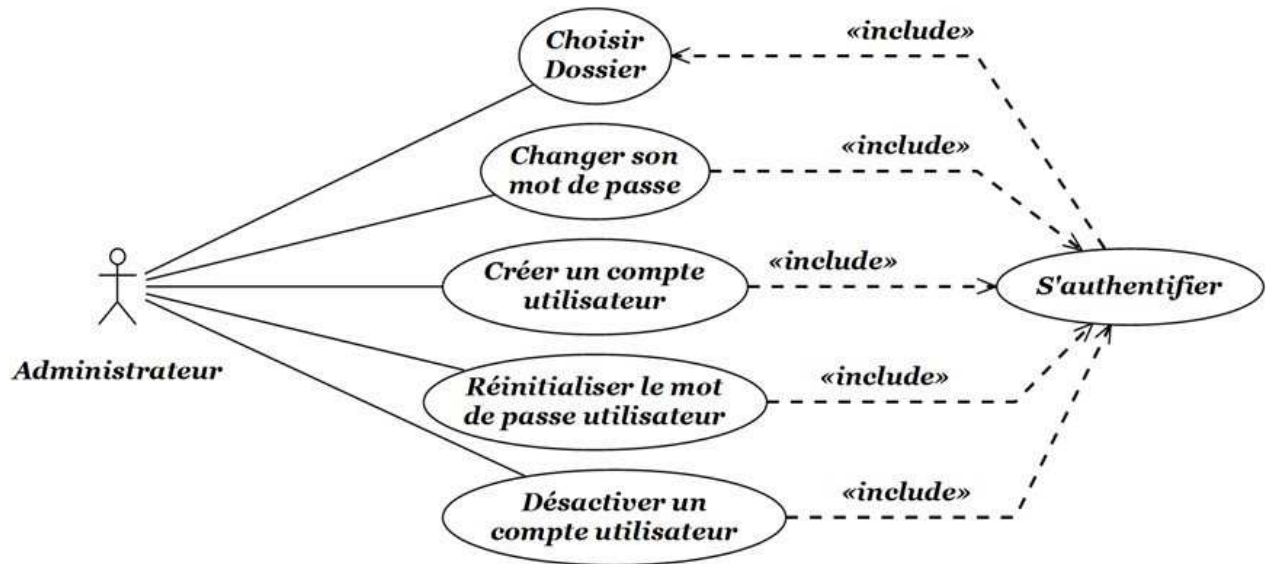 Choisir
Dossier
«include»
Changer son
mot de passe
«include»
Créer un compte
utilisateur
«include»
S'authentifier
Administrateur
Réinitialiser le mot
de passe utilisateur
«include»
Désactiver un
compte utilisateur
«include»